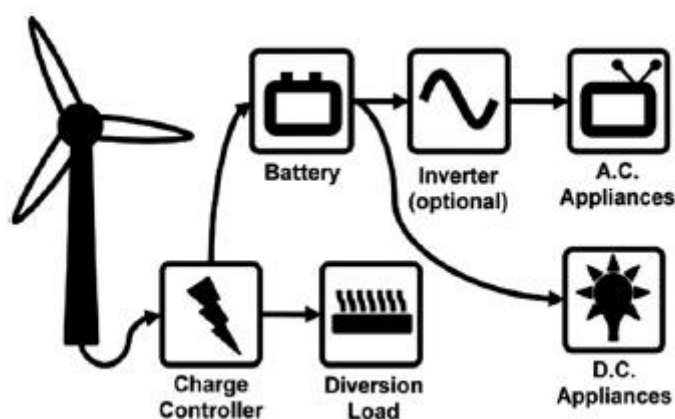 Battery
Inverter
(optional)
A.C.
Appliances
Charge
Controller
Diversion
Load
D.C.
Appliances